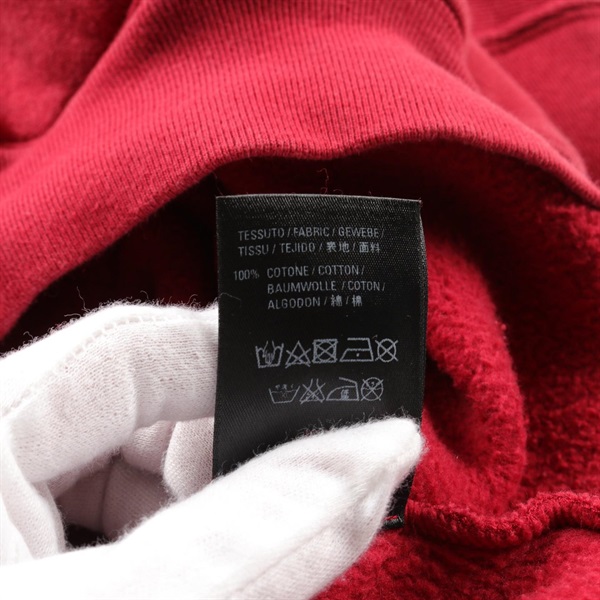 TESSUTO / FABRIC / GEWEBE /
TISSU / TEJIDO / 表地 / 面料
100% COTONE / COTTON /
BAUMWOLLE / COTON /
ALGODON / 綿 / 棉